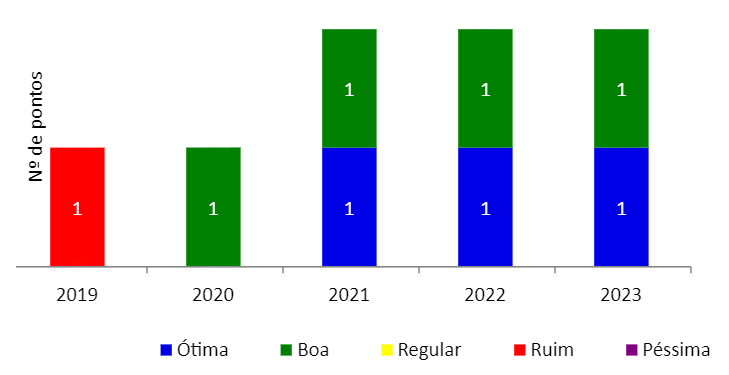 Nº de pontos
1 1 1
1 1 1 1 1
2019 2020 2021 2022 2023
Ótima Boa Regular Ruim Péssima